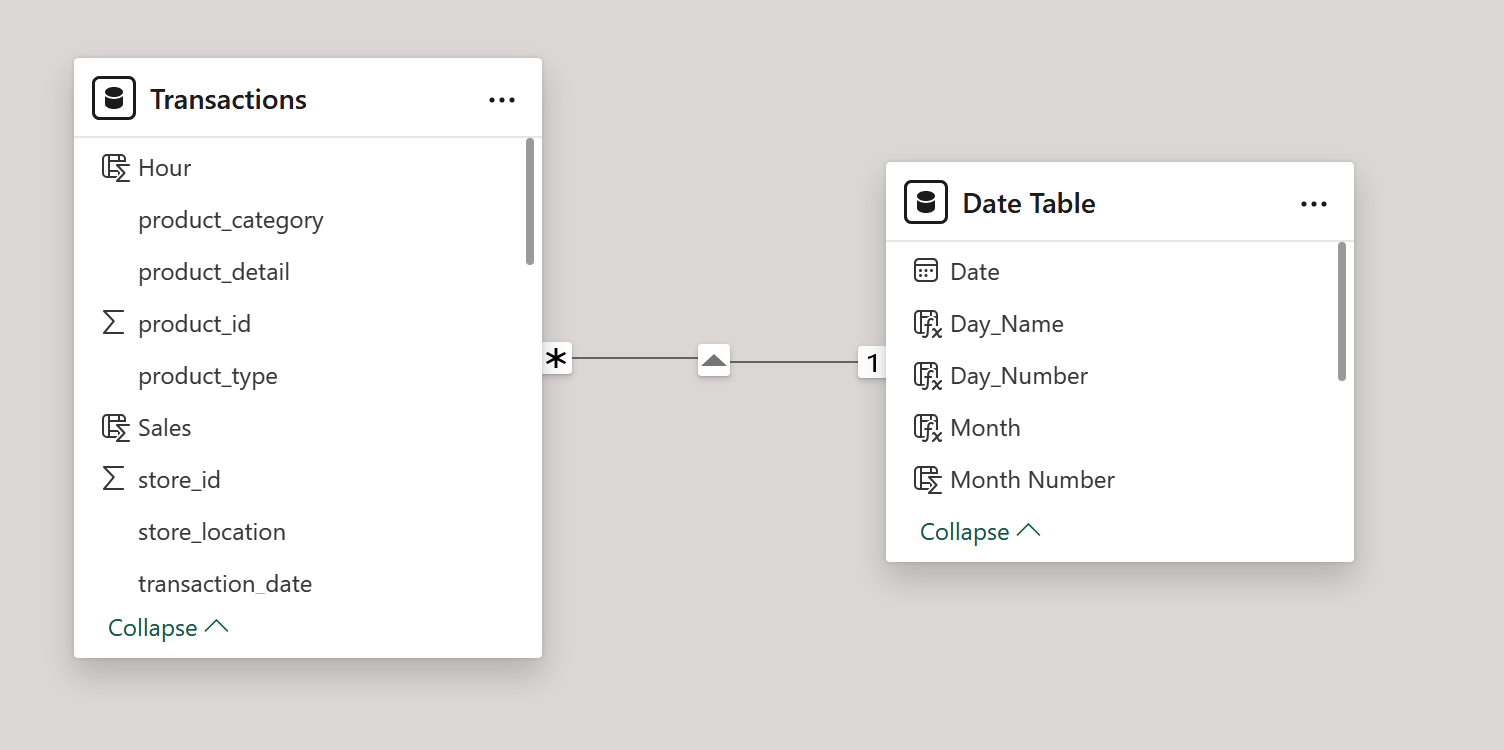 Transactions
Hour
product_category
product_detail
product_id
product_type
Sales
store_id
store_location
transaction_date
Collapse
*
1
Date Table
Date
Day_Name
Day_Number
Month
Month Number
Collapse